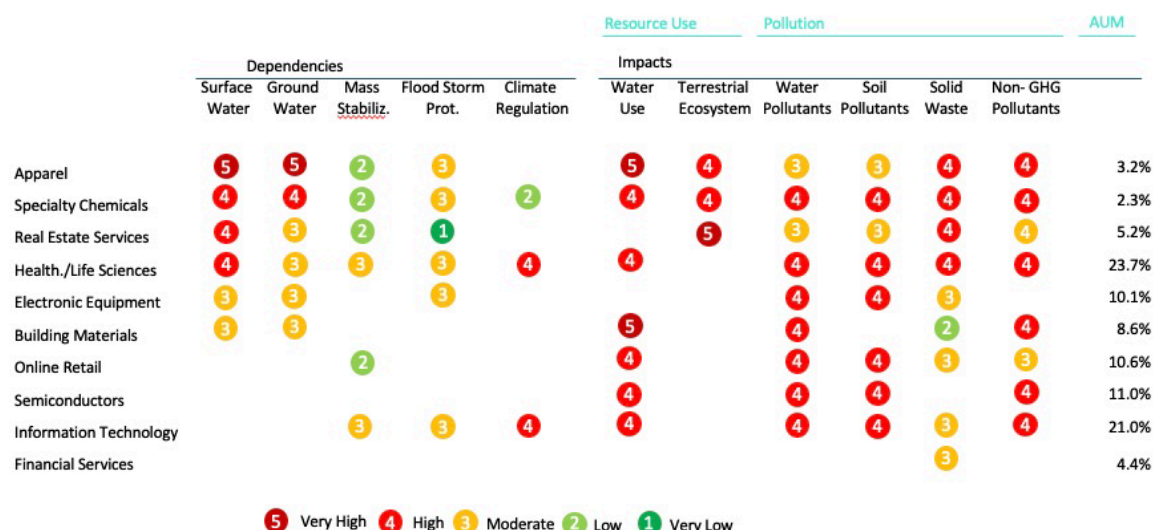 Resource Use Pollution AUM
Dependencies Impacts
Surface Ground Mass Flood Storm Climate Water Terrestrial Water Soil Solid Non- GHG
Water Water Stabiliz. Prot. Regulation Use Ecosystem Pollutants Pollutants Waste Pollutants
Apparel 5 5 2 3 5 4 3 3 4 4 3.2%
Specialty Chemicals 4 4 2 3 2 4 4 4 4 4 4 2.3%
Real Estate Services 4 3 2 1 5 3 3 4 4 5.2%
Health./Life Sciences 4 3 3 3 4 4 4 4 4 4 23.7%
Electronic Equipment 3 3 3 4 4 3 10.1%
Building Materials 3 3 5 4 2 4 8.6%
Online Retail 2 4 4 4 3 3 10.6%
Semiconductors 4 4 4 4 11.0%
Information Technology 3 3 4 4 4 4 3 4 21.0%
Financial Services 3 4.4%
5 Very High 4 High 3 Moderate 2 Low 1 Very Low